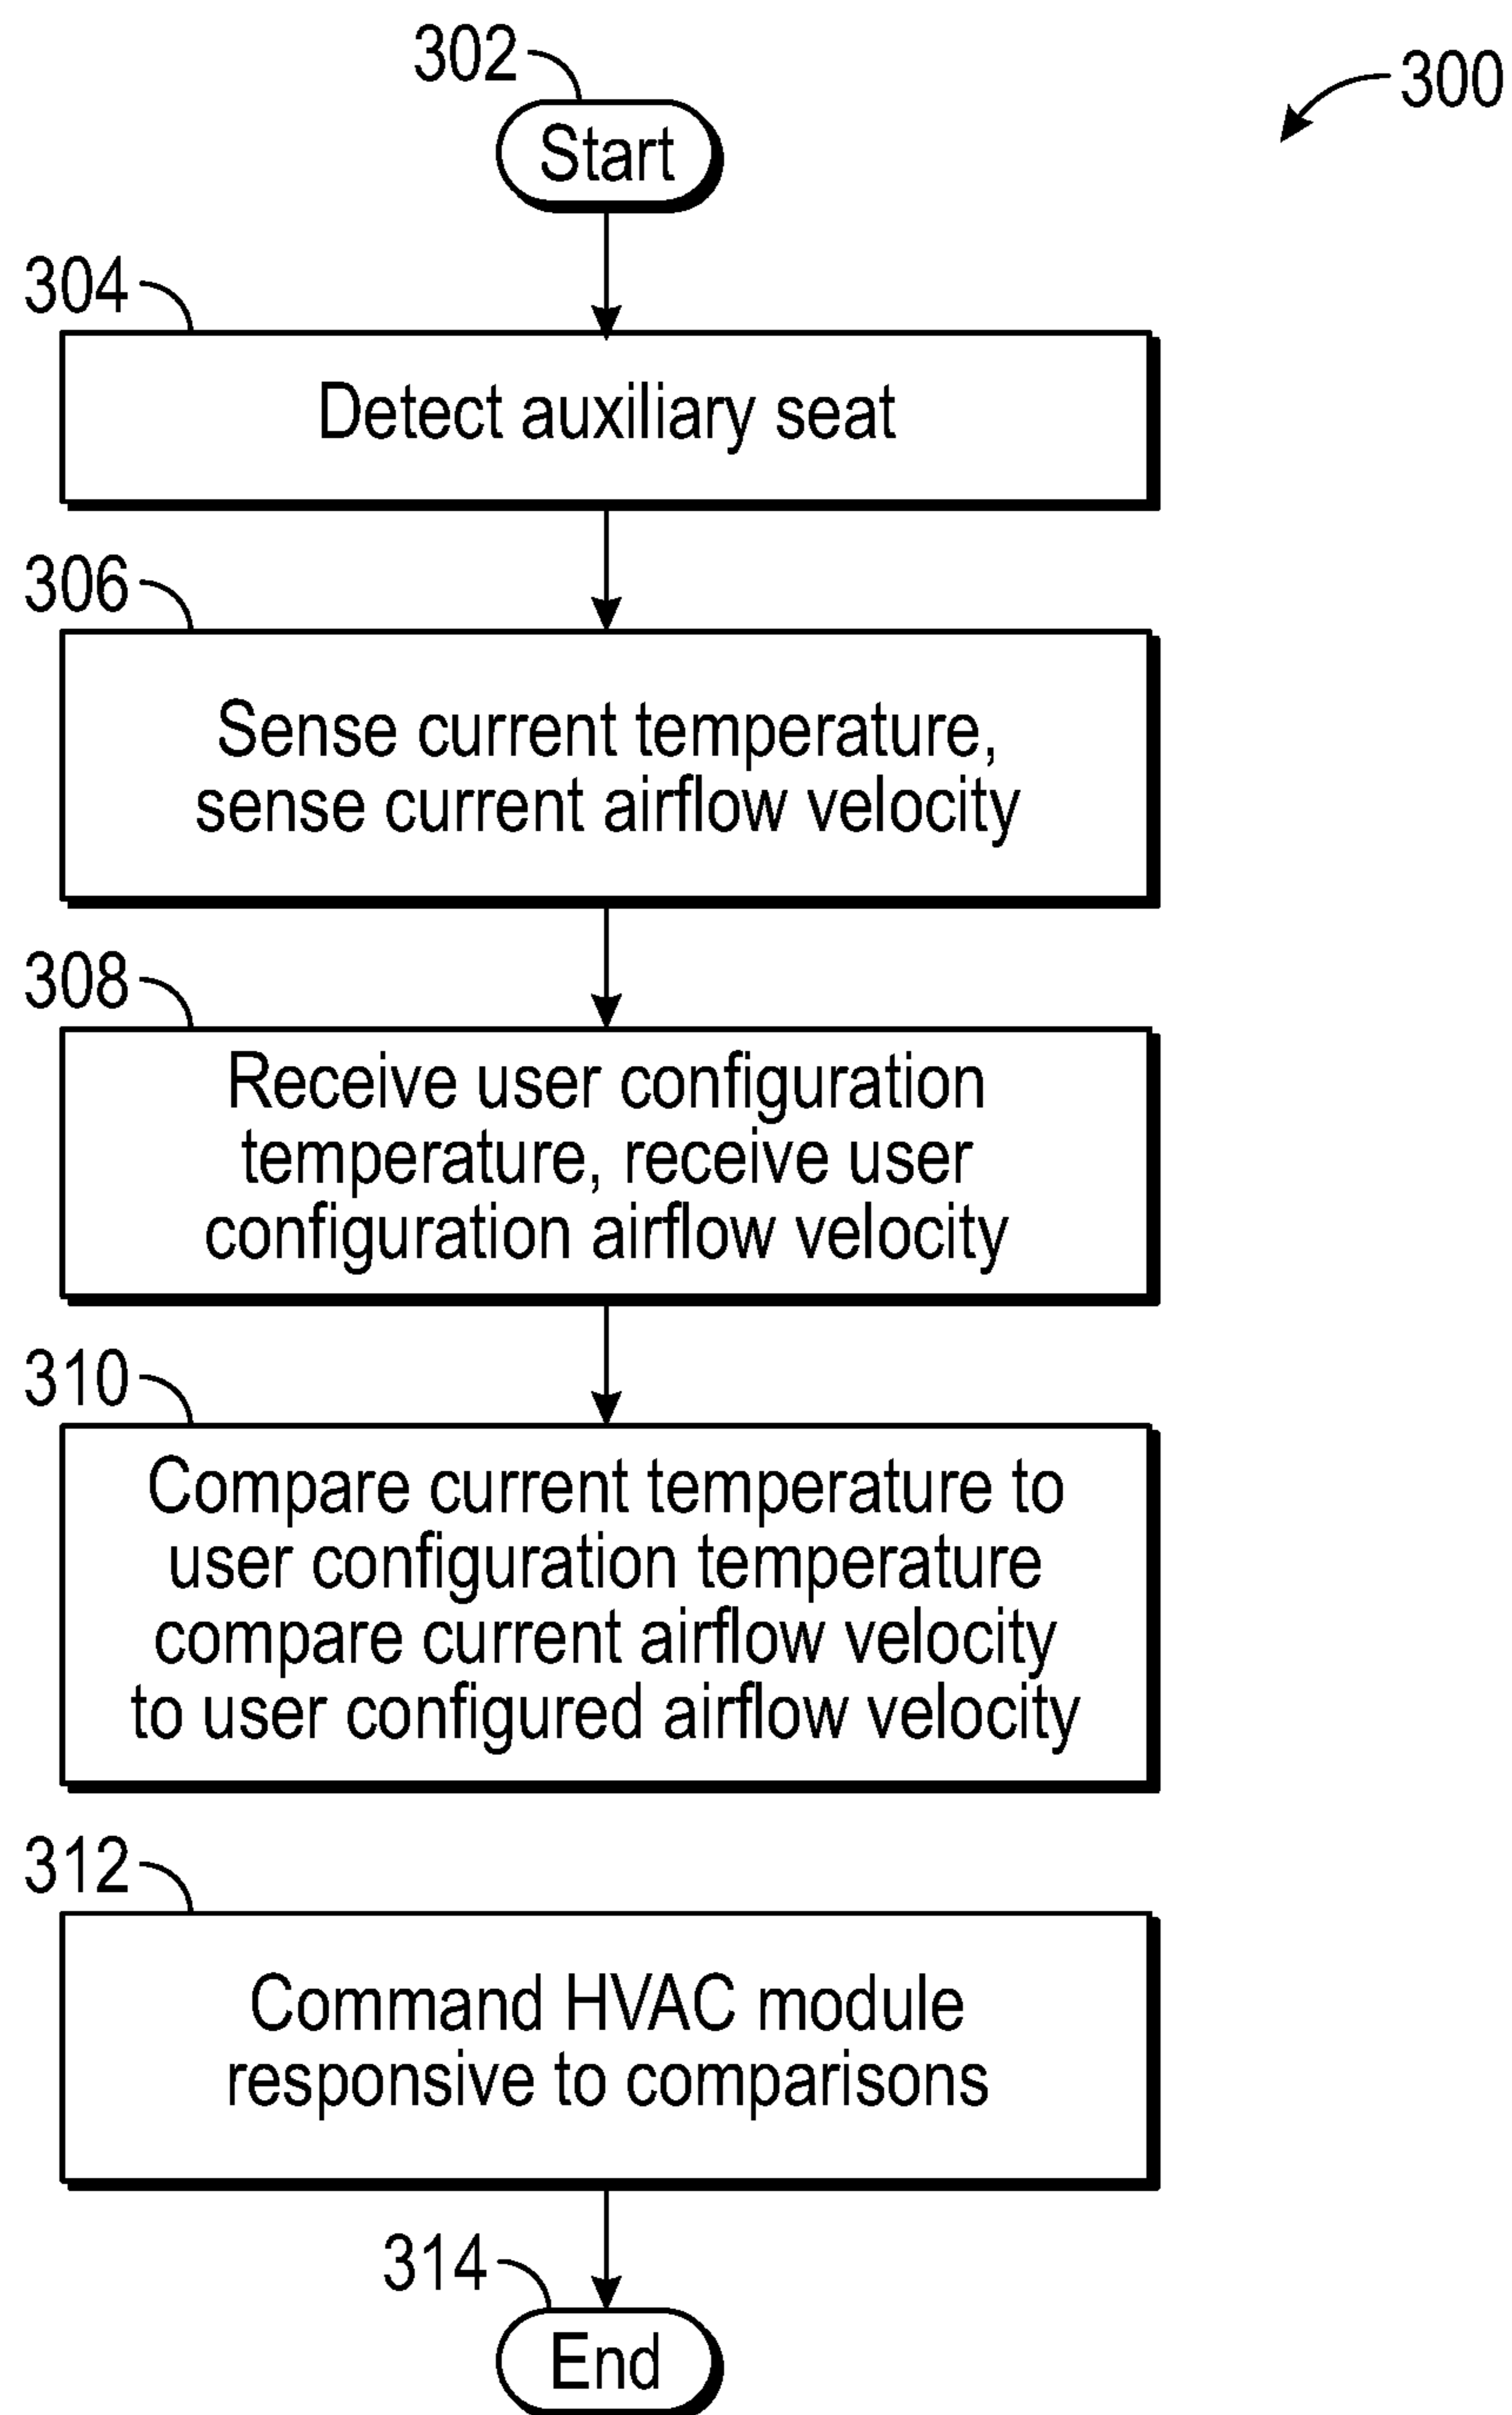 302
300
Start
304
Detect auxiliary seat
306
Sense current temperature,
sense current airflow velocity
308
Receive user configuration
temperature, receive user
configuration airflow velocity
310
Compare current temperature to
user configuration temperature
compare current airflow velocity
to user configured airflow velocity
312
Command HVAC module
responsive to comparisons
314
End